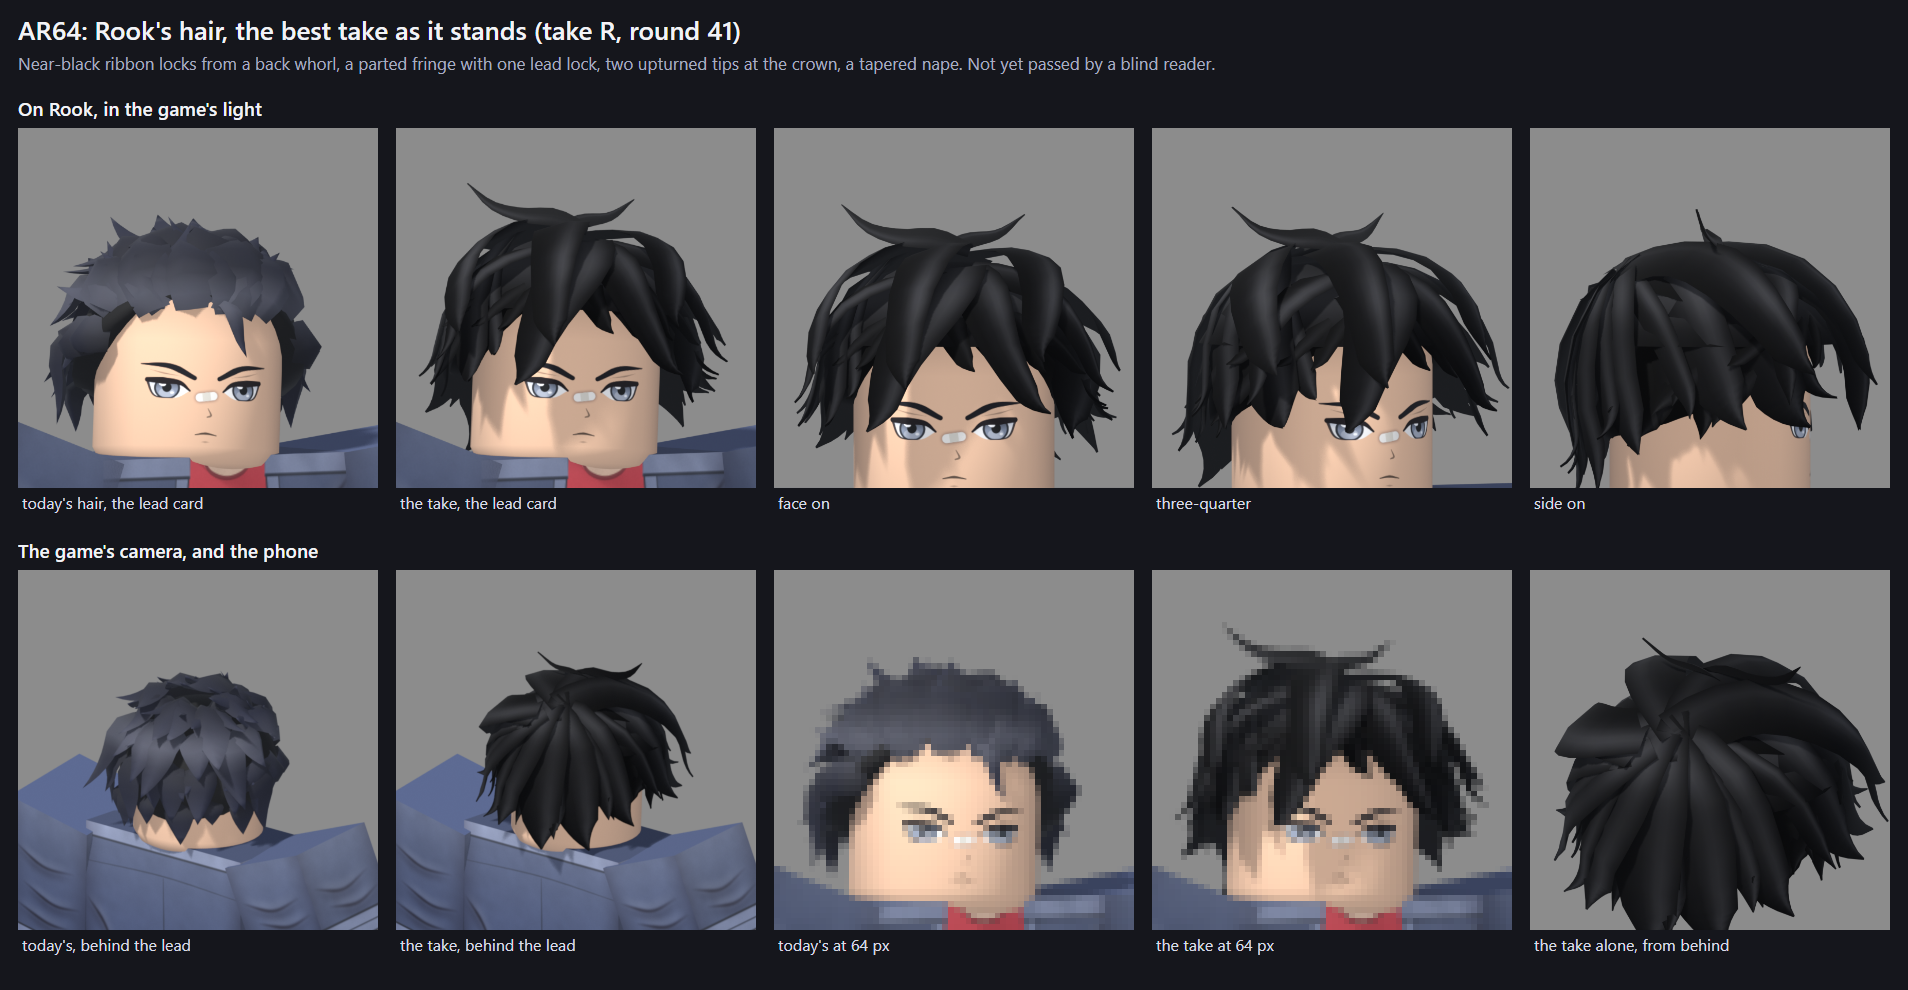 AR64: Rook's hair, the best take as it stands (take R, round 41)
Near-black ribbon locks from a back whorl, a parted fringe with one lead lock, two upturned tips at the crown, a tapered nape. Not yet passed by a blind reader.
On Rook, in the game's light
today's hair, the lead card
the take, the lead card
face on
three-quarter
side on
The game's camera, and the phone
today's, behind the lead
the take, behind the lead
today's at 64 px
the take at 64 px
the take alone, from behind